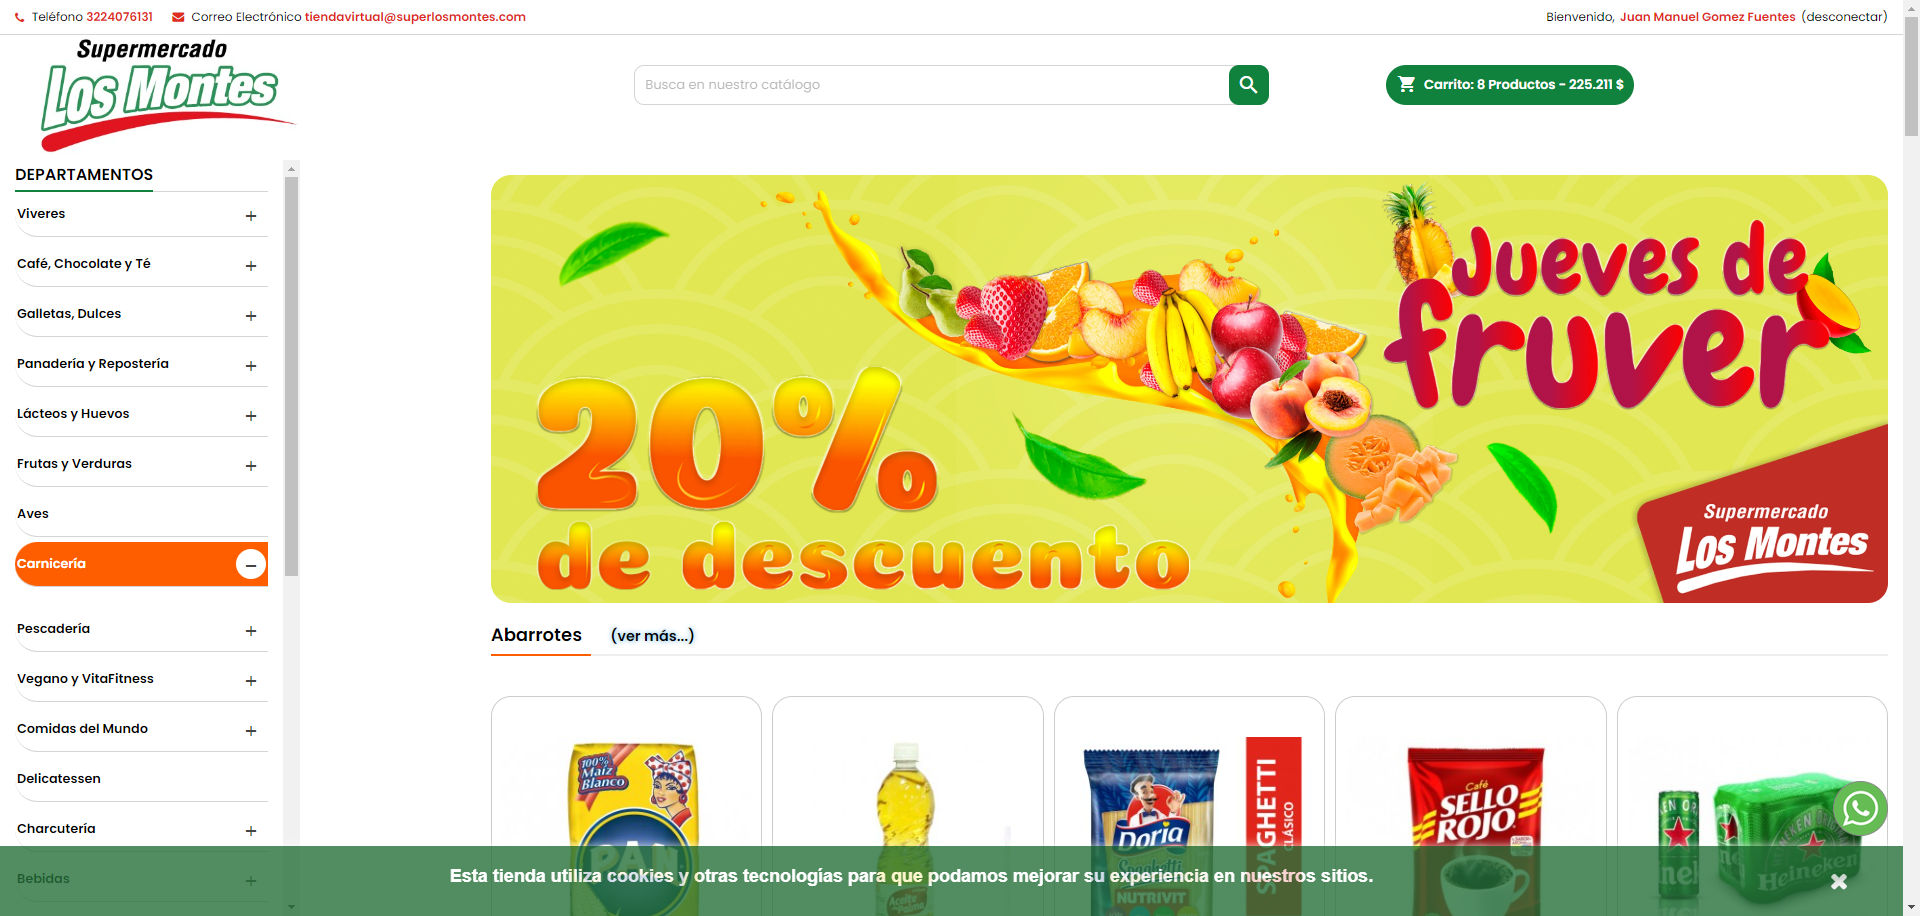 Teléfono 3224076131
Correo Electrónico tiendavirtual@superlosmontes.com
Bienvenido, Juan Manuel Gomez Fuentes (desconectar)
Supermercado
Los Montes
Busca en nuestro catálogo
Carrito: 8 Productos - 225.211 $
DEPARTAMENTOS
Viveres
Café, Chocolate y Té
Galletas, Dulces
Panadería y Repostería
Lácteos y Huevos
Frutas y Verduras
Aves
Carnicería
Pescadería
Vegano y VitaFitness
Comidas del Mundo
Delicatessen
Charcutería
Bebidas
Jueves de
fruver
20%
de descuento
Supermercado
Los Montes
Abarrotes (ver más...)
100%
Maíz
Blanco
PAN
Aceite
de Palma
Doria
Spaghetti
NUTRIVIT
SPAGHETTI
CLÁSICO
Café
SELLO
ROJO
Heineken
Esta tienda utiliza cookies y otras tecnologías para que podamos mejorar su experiencia en nuestros sitios.